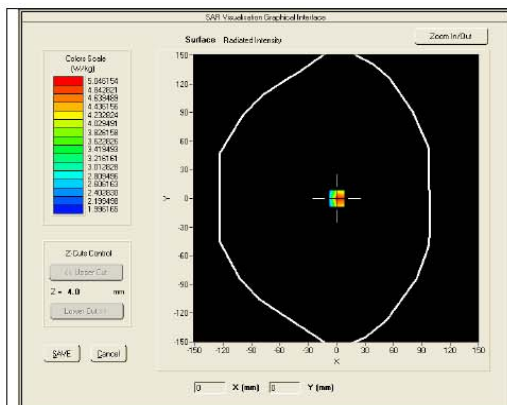 SAR Visualisation Graphical Interface
Surface Radiated Intensity
Zoom In/Out
Colors Scale
(W/kg)
5.046154
4.842821
4.639488
4.436156
4.232824
4.029491
3.826158
3.622826
3.419493
3.216161
3.012828
2.809496
2.606163
2.402830
2.199498
1.996165
Z Cuts Control
Upper Cut
Z = 4.0 mm
Lower Cut
SAVE
Cancel
150
120
90
60
30
0
-30
-60
-90
-120
-150
Y
-150 -120 -90 -60 -30 0 30 60 90 120 150
X
0 X (mm) 0 Y (mm)